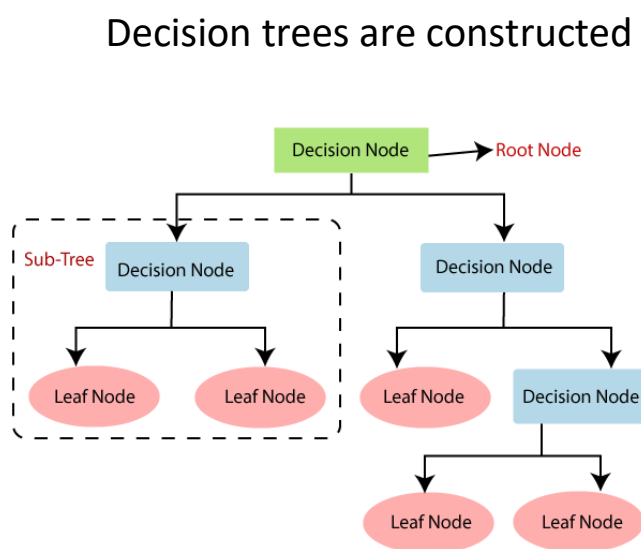 Decision trees are constructed
Decision Node
Root Node
Sub-Tree
Decision Node
Decision Node
Leaf Node
Leaf Node
Leaf Node
Decision Node
Leaf Node
Leaf Node